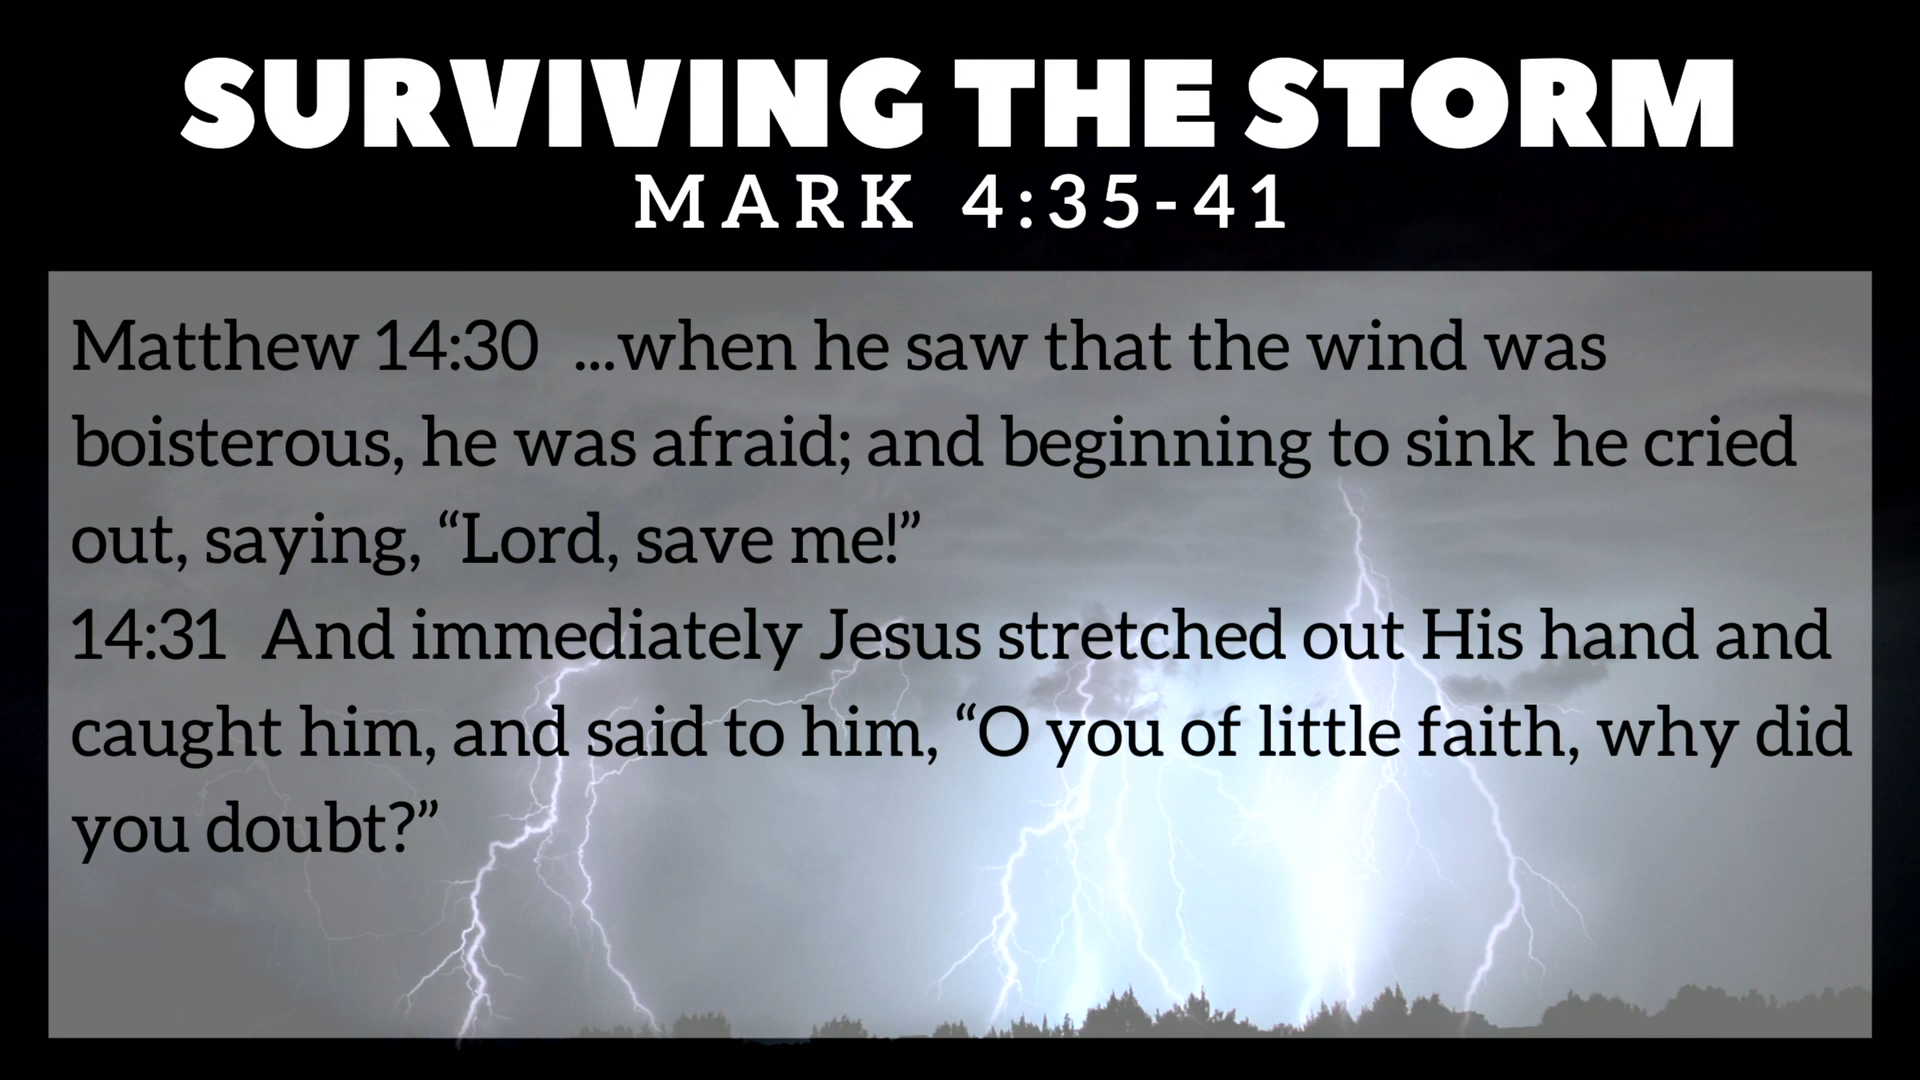 SURVIVING THE STORM
MARK 4:35-41
Matthew 14:30 ...when he saw that the wind was
boisterous, he was afraid; and beginning to sink he cried
out, saying, “Lord, save me!”
14:31 And immediately Jesus stretched out His hand and
caught him, and said to him, “O you of little faith, why did
you doubt?”